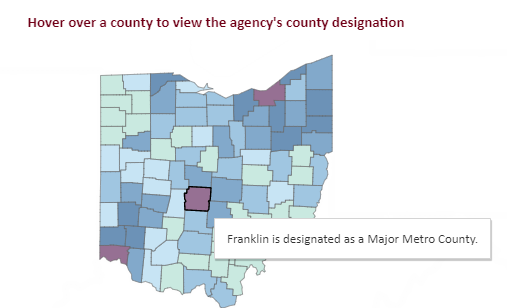 Hover over a county to view the agency's county designation
Franklin is designated as a Major Metro County.